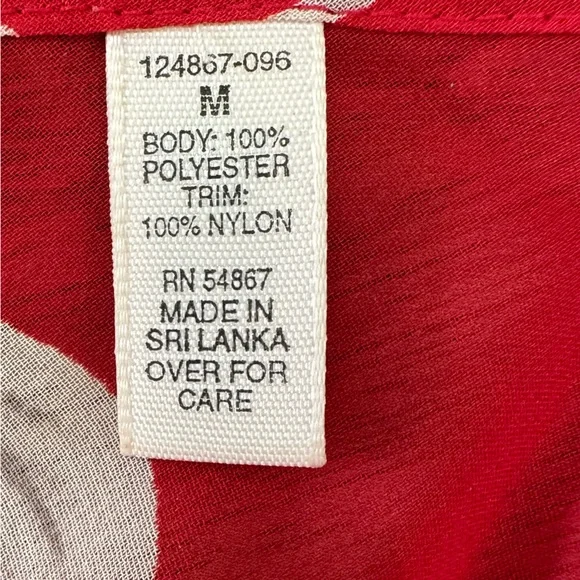 124867-096
M
BODY: 100%
POLYESTER
TRIM:
100% NYLON
RN 54867
MADE IN
SRI LANKA
OVER FOR
CARE